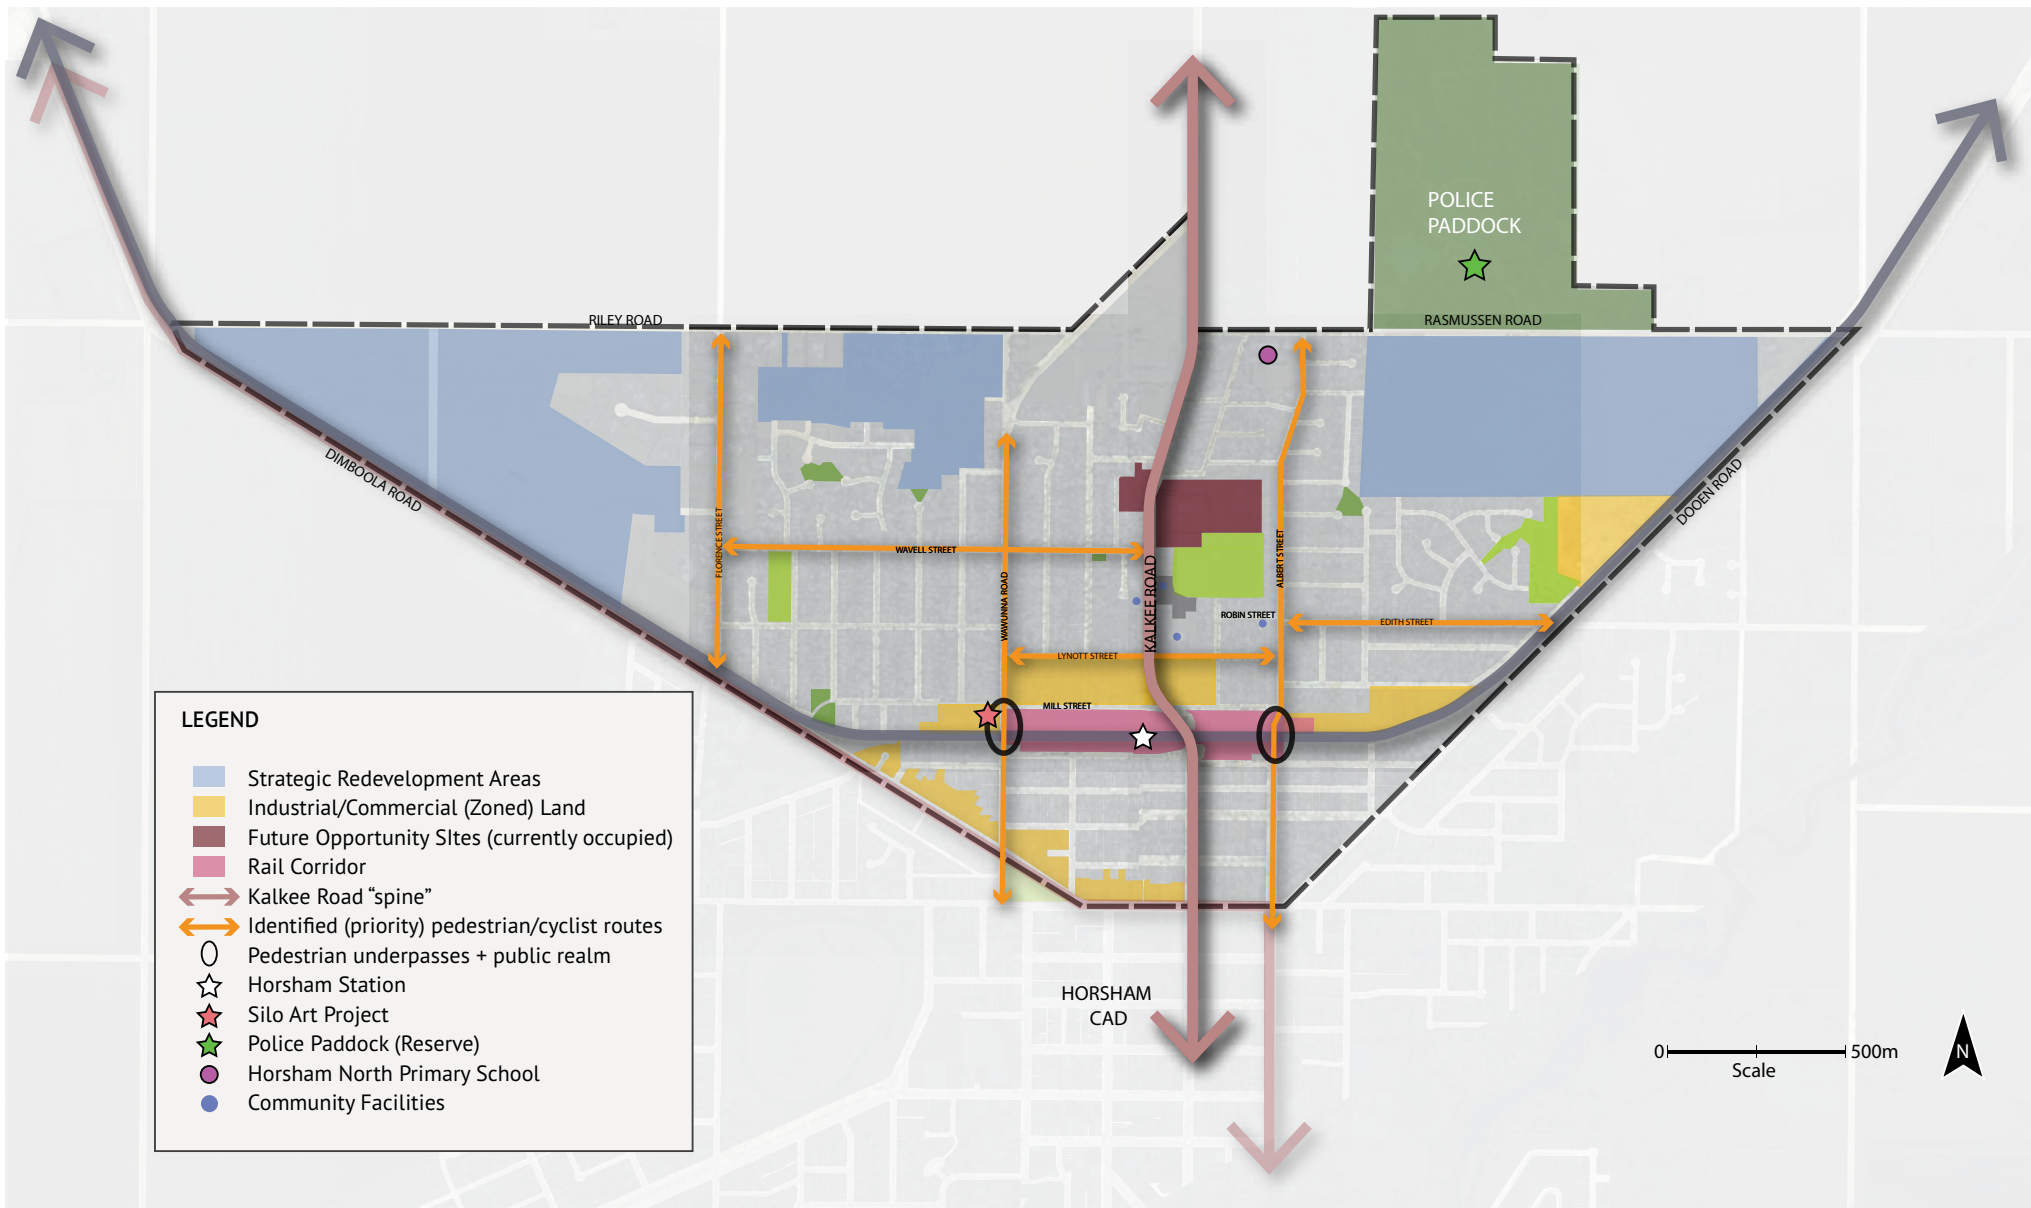 POLICE
PADDOCK
RILEY ROAD
RASMUSSEN ROAD
DIMBOOLA ROAD
DOOEN ROAD
FLORENCE STREET
WAVELL STREET
WAWUNNA ROAD
KALKEE ROAD
ALBERT STREET
ROBIN STREET
EDITH STREET
LYNOTT STREET
MILL STREET
LEGEND
Strategic Redevelopment Areas
Industrial/Commercial (Zoned) Land
Future Opportunity SItes (currently occupied)
Rail Corridor
Kalkee Road “spine”
Identified (priority) pedestrian/cyclist routes
Pedestrian underpasses + public realm
Horsham Station
Silo Art Project
Police Paddock (Reserve)
Horsham North Primary School
Community Facilities
HORSHAM
CAD
0 500m
Scale
N